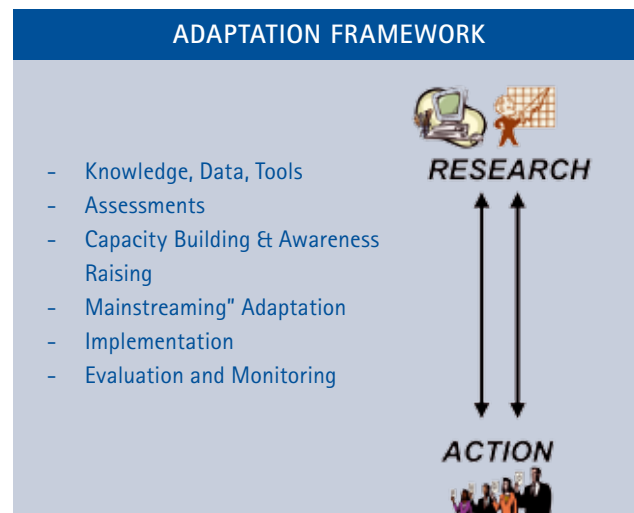 ADAPTATION FRAMEWORK
- Knowledge, Data, Tools
- Assessments
- Capacity Building & Awareness
Raising
- Mainstreaming" Adaptation
- Implementation
- Evaluation and Monitoring
RESEARCH
ACTION